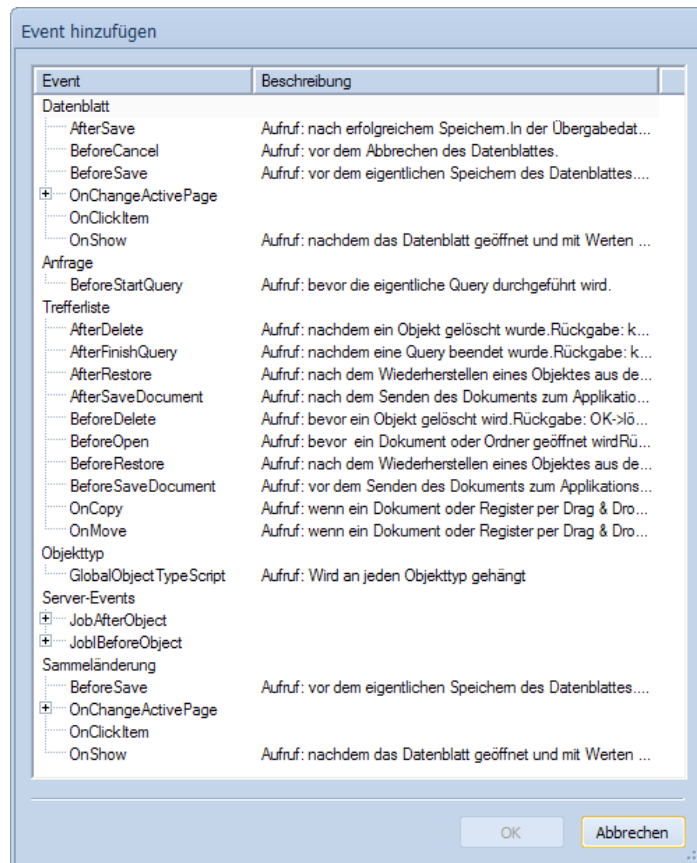 Event hinzufügen
Event Beschreibung
Datenblatt
AfterSave Aufruf: nach erfolgreichem Speichern.In der Übergabedat...
BeforeCancel Aufruf: vor dem Abbrechen des Datenblattes.
BeforeSave Aufruf: vor dem eigentlichen Speichern des Datenblattes....
OnChangeActivePage
OnClickItem
OnShow Aufruf: nachdem das Datenblatt geöffnet und mit Werten ...
Anfrage
BeforeStartQuery Aufruf: bevor die eigentliche Query durchgeführt wird.
Trefferliste
AfterDelete Aufruf: nachdem ein Objekt gelöscht wurde.Rückgabe: k...
AfterFinishQuery Aufruf: nachdem eine Query beendet wurde.Rückgabe: k...
AfterRestore Aufruf: nach dem Wiederherstellen eines Objektes aus de...
AfterSaveDocument Aufruf: nach dem Senden des Dokuments zum Applikatio...
BeforeDelete Aufruf: bevor ein Objekt gelöscht wird.Rückgabe: OK->lö...
BeforeOpen Aufruf: bevor ein Dokument oder Ordner geöffnet wirdRü...
BeforeRestore Aufruf: nach dem Wiederherstellen eines Objektes aus de...
BeforeSaveDocument Aufruf: vor dem Senden des Dokuments zum Applikations...
OnCopy Aufruf: wenn ein Dokument oder Register per Drag & Dro...
OnMove Aufruf: wenn ein Dokument oder Register per Drag & Dro...
Objekttyp
GlobalObjectTypeScript Aufruf: Wird an jeden Objekttyp gehängt
Server-Events
JobAfterObject
JoblBeforeObject
Sammeländerung
BeforeSave Aufruf: vor dem eigentlichen Speichern des Datenblattes....
OnChangeActivePage
OnClickItem
OnShow Aufruf: nachdem das Datenblatt geöffnet und mit Werten ...
OK Abbrechen